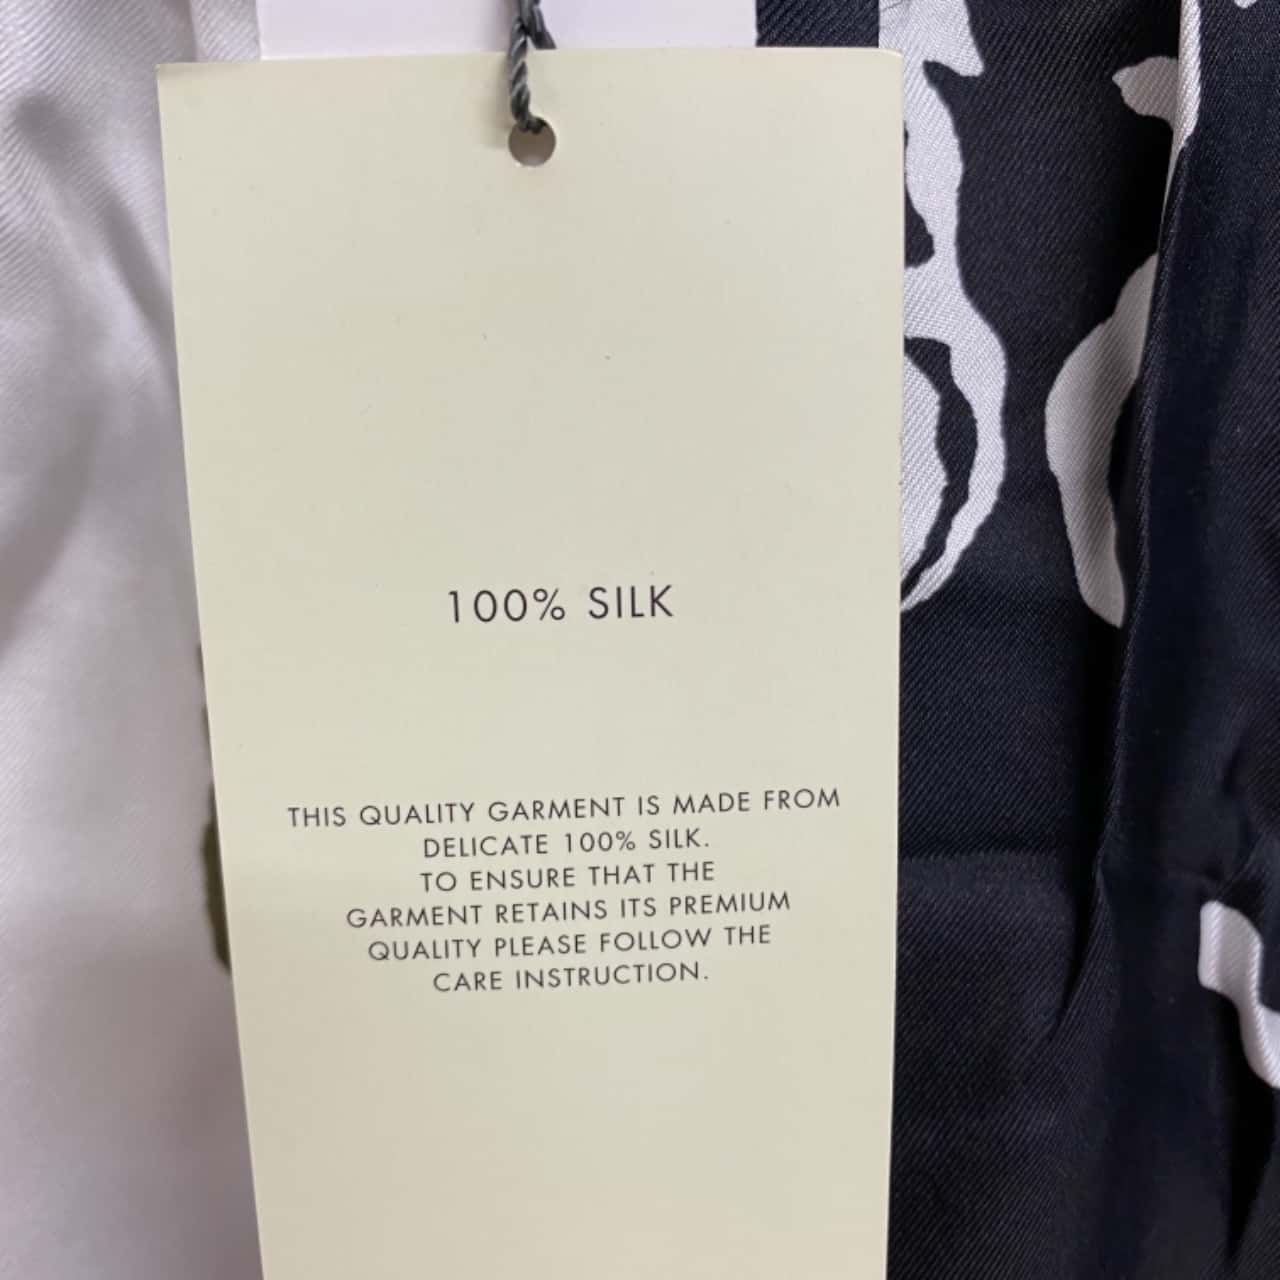 100% SILK
THIS QUALITY GARMENT IS MADE FROM
DELICATE 100% SILK.
TO ENSURE THAT THE
GARMENT RETAINS ITS PREMIUM
QUALITY PLEASE FOLLOW THE
CARE INSTRUCTION.